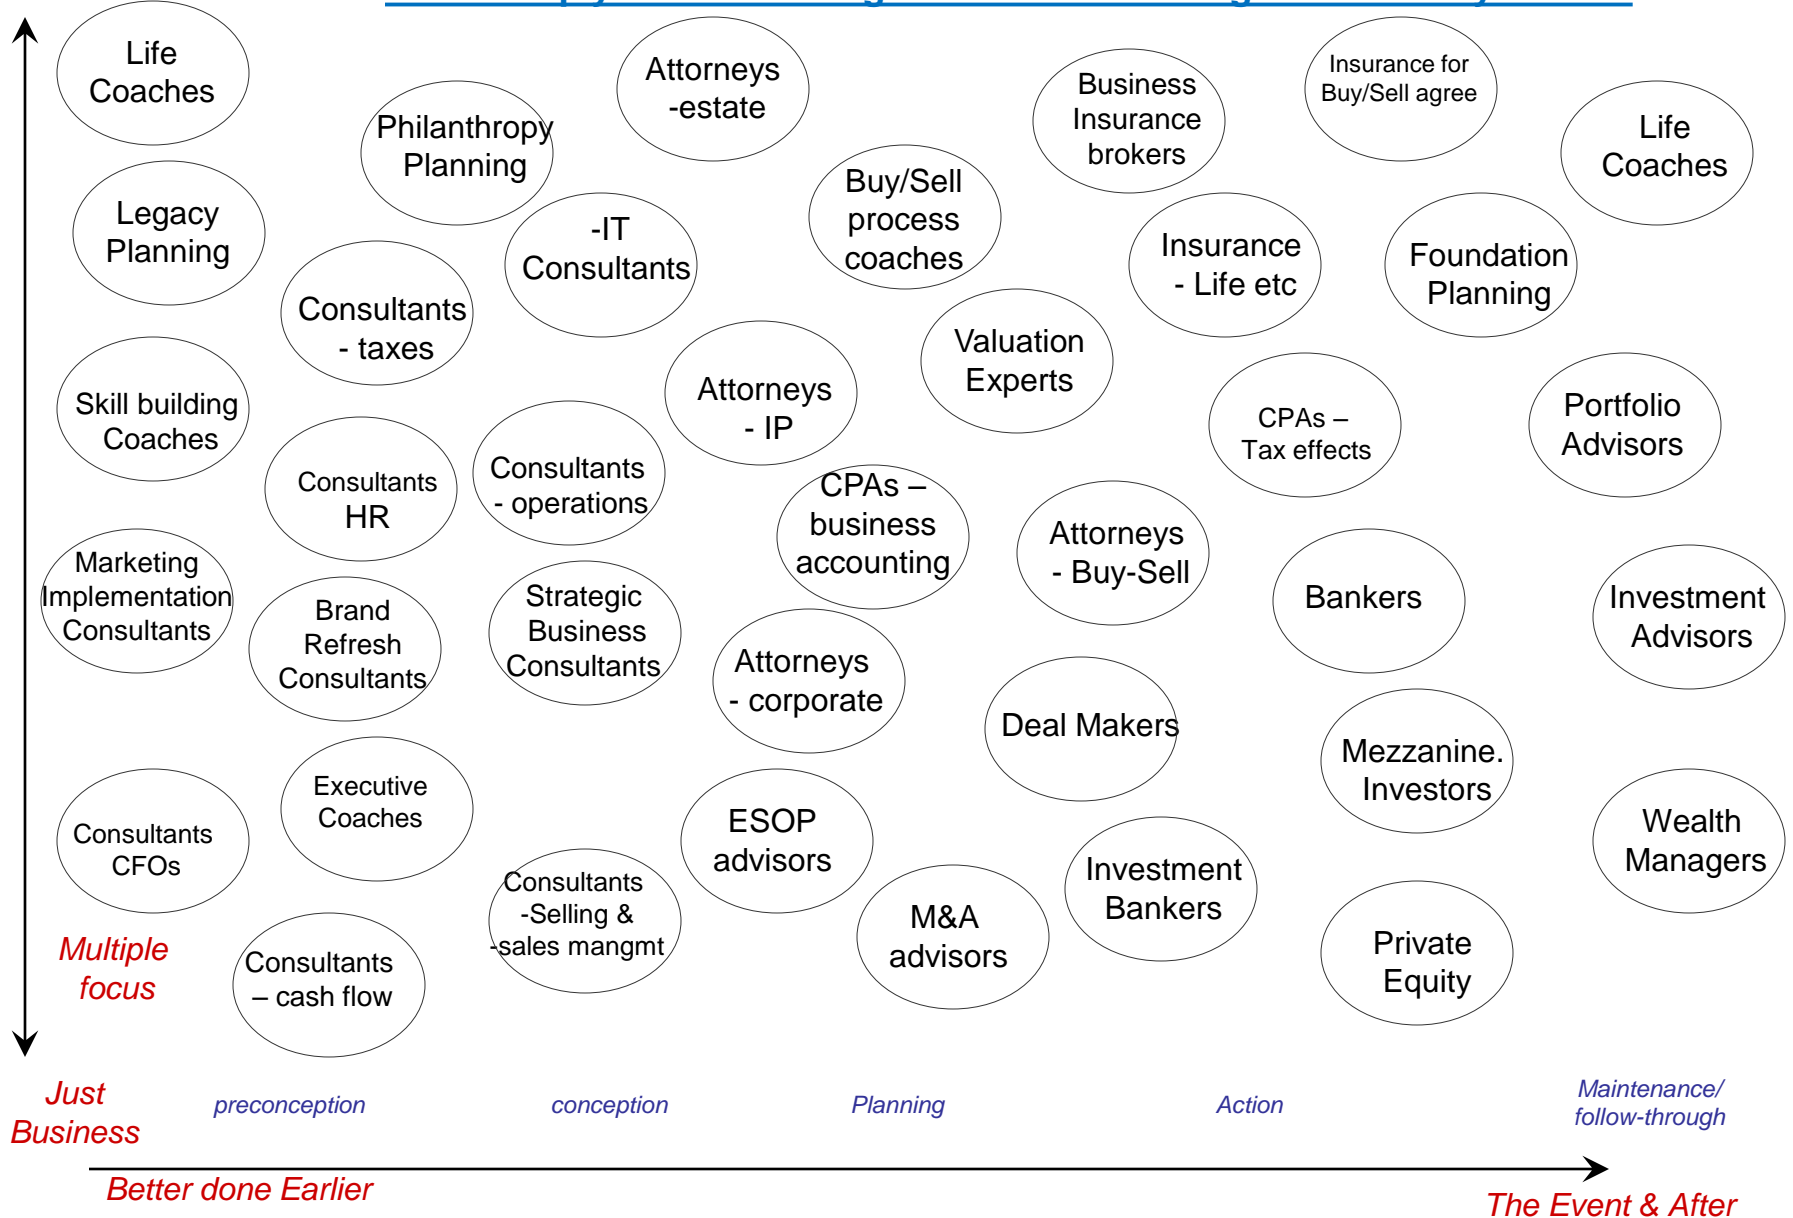 Life
Coaches
Attorneys
-estate
Insurance for
Buy/Sell agree
Business
Insurance
brokers
Life
Coaches
Philanthropy
Planning
Buy/Sell
process
coaches
Legacy
Planning
-IT
Consultants
Insurance
- Life etc
Foundation
Planning
Consultants
- taxes
Valuation
Experts
Attorneys
- IP
Skill building
Coaches
CPAs –
Tax effects
Portfolio
Advisors
Consultants
HR
Consultants
- operations
CPAs –
business
accounting
Attorneys
- Buy-Sell
Marketing
Implementation
Consultants
Brand
Refresh
Consultants
Strategic
Business
Consultants
Bankers
Investment
Advisors
Attorneys
- corporate
Deal Makers
Mezzanine.
Investors
Executive
Coaches
Consultants
CFOs
ESOP
advisors
Wealth
Managers
Consultants
-Selling &
-sales mangmt
Investment
Bankers
M&A
advisors
Private
Equity
Multiple
focus
Consultants
– cash flow
Just
Business
preconception
conception
Planning
Action
Maintenance/
follow-through
Better done Earlier
The Event & After